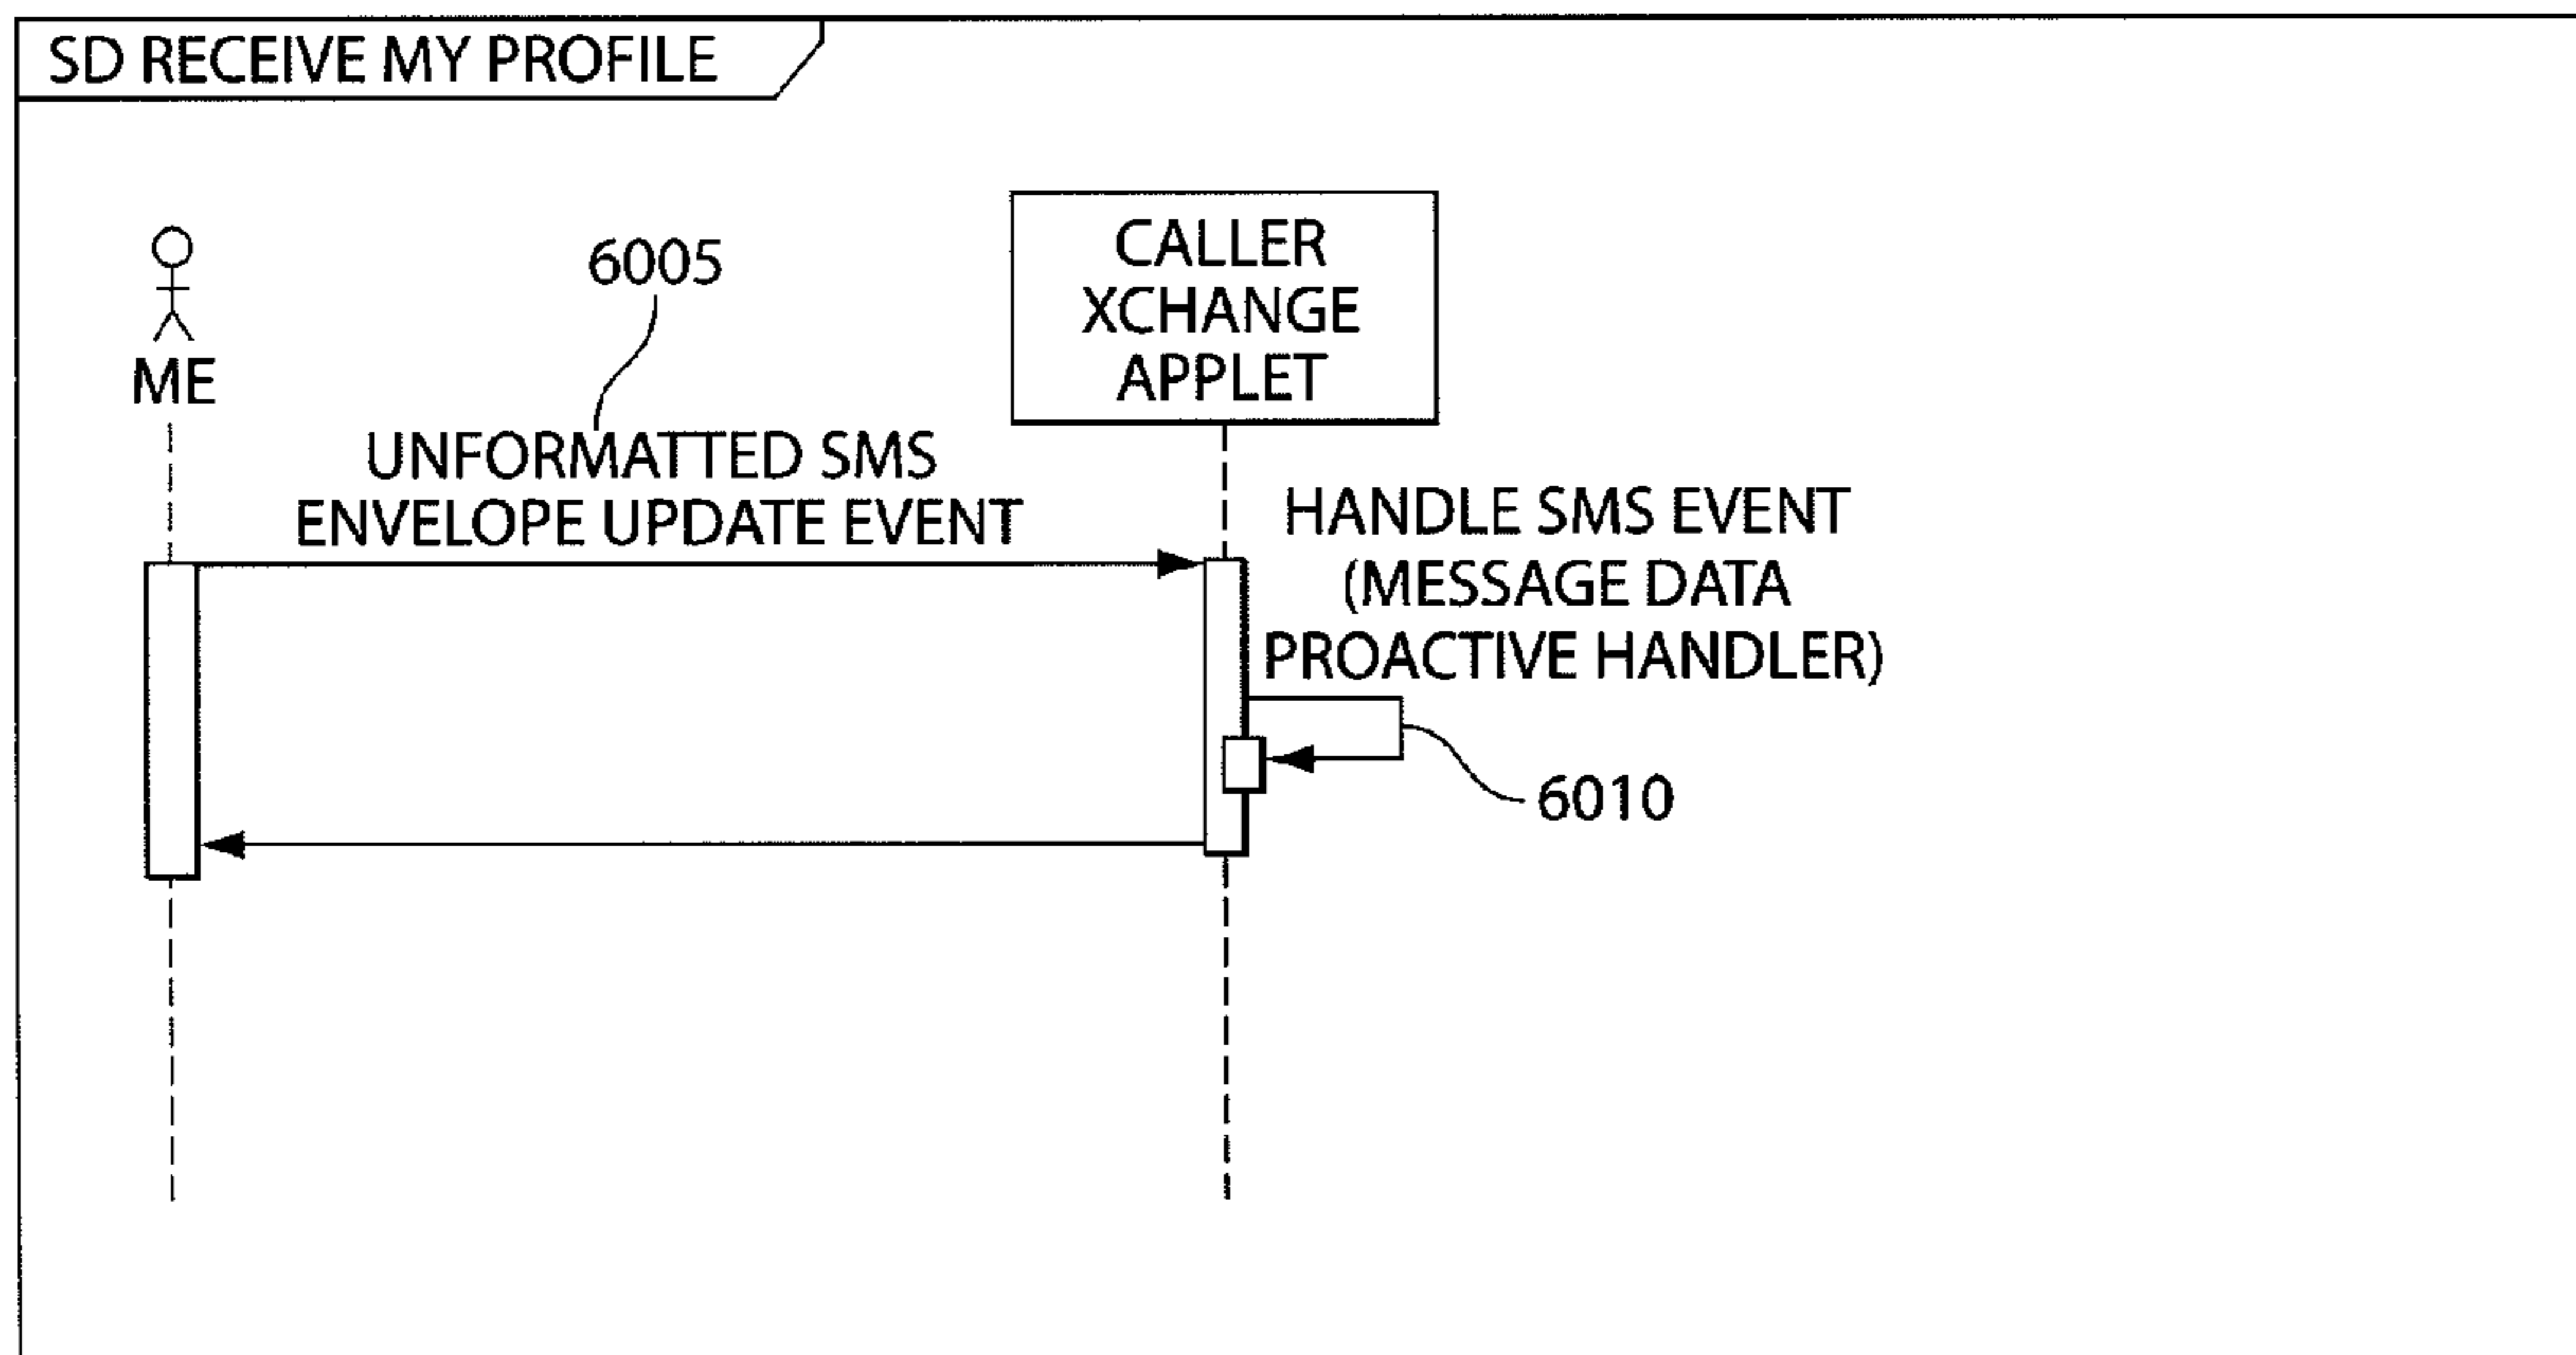 SD RECEIVE MY PROFILE
6005
CALLER
XCHANGE
APPLET
ME
UNFORMATTED SMS
ENVELOPE UPDATE EVENT
HANDLE SMS EVENT
(MESSAGE DATA
PROACTIVE HANDLER)
6010